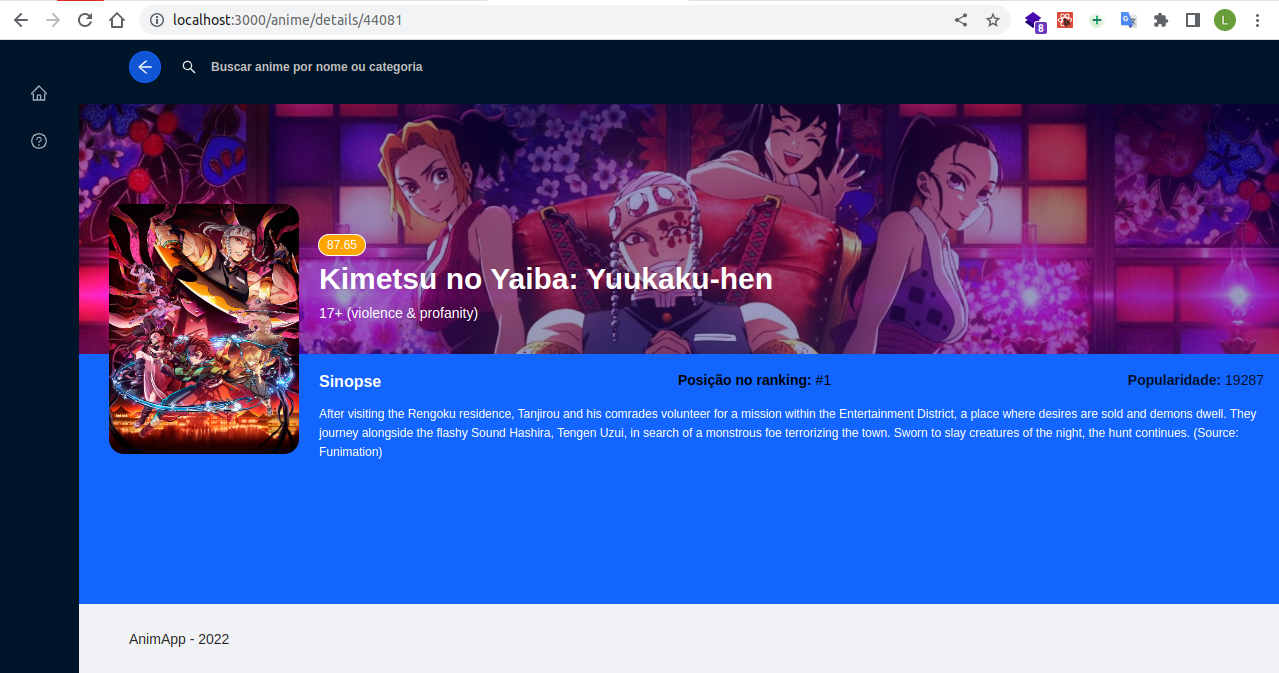 localhost:3000/anime/details/44081
8
L
Buscar anime por nome ou categoria
87.65
Kimetsu no Yaiba: Yuukaku-hen
17+ (violence & profanity)
Sinopse
Posição no ranking: #1
Popularidade: 19287
After visiting the Rengoku residence, Tanjirou and his comrades volunteer for a mission within the Entertainment District, a place where desires are sold and demons dwell. They
journey alongside the flashy Sound Hashira, Tengen Uzui, in search of a monstrous foe terrorizing the town. Sworn to slay creatures of the night, the hunt continues. (Source:
Funimation)
AnimApp - 2022